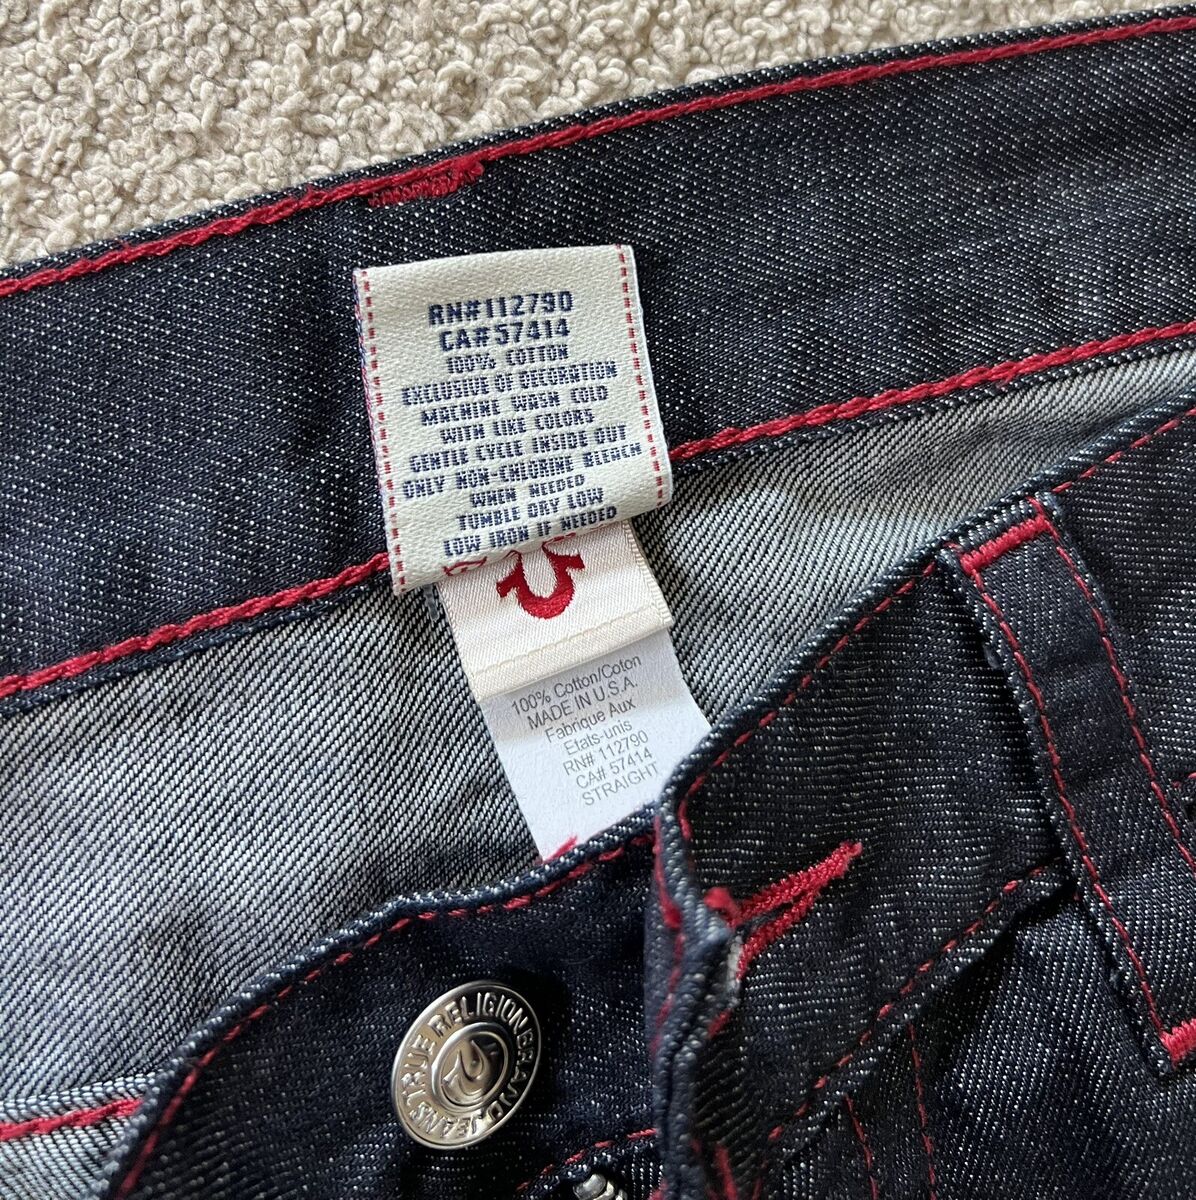 RN#112790
CA#57414
100% COTTON
EXCLUSIVE OF DECORATION
MACHINE WASH COLD
WITH LIKE COLORS
GENTLE CYCLE INSIDE OUT
ONLY NON-CHLORINE BLEACH
WHEN NEEDED
TUMBLE DRY LOW
LOW IRON IF NEEDED
100% Cotton/Coton
MADE IN U.S.A.
Fabrique Aux
Etats-unis
RN# 112790
CA# 57414
STRAIGHT
TRUE RELIGION BRAND JEANS